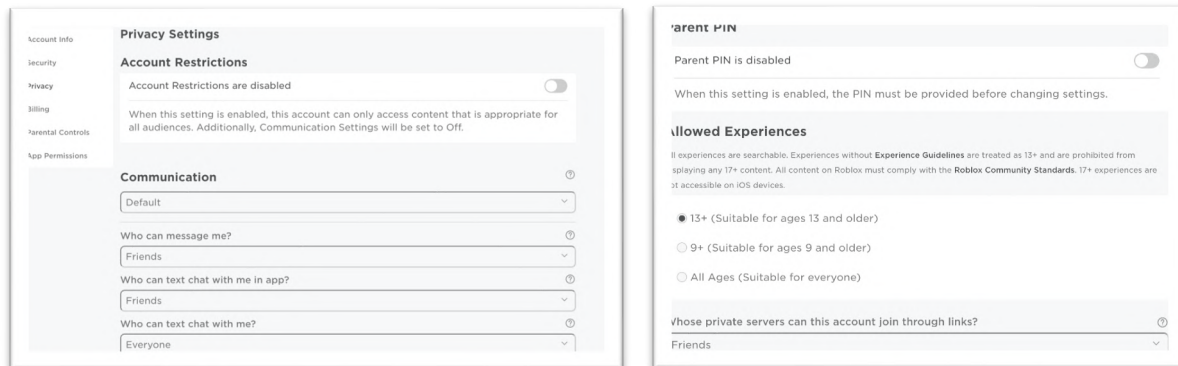 Account Info
Security
Privacy
Billing
Parental Controls
App Permissions
Privacy Settings
Account Restrictions
Account Restrictions are disabled
When this setting is enabled, this account can only access content that is appropriate for
all audiences. Additionally, Communication Settings will be set to Off.
Communication
Default
Who can message me?
Friends
Who can text chat with me in app?
Friends
Who can text chat with me?
Everyone
Parent PIN
Parent PIN is disabled
When this setting is enabled, the PIN must be provided before changing settings.
Allowed Experiences
All experiences are searchable. Experiences without Experience Guidelines are treated as 13+ and are prohibited from
displaying any 17+ content. All content on Roblox must comply with the Roblox Community Standards. 17+ experiences are
not accessible on iOS devices.
13+ (Suitable for ages 13 and older)
9+ (Suitable for ages 9 and older)
All Ages (Suitable for everyone)
Whose private servers can this account join through links?
Friends